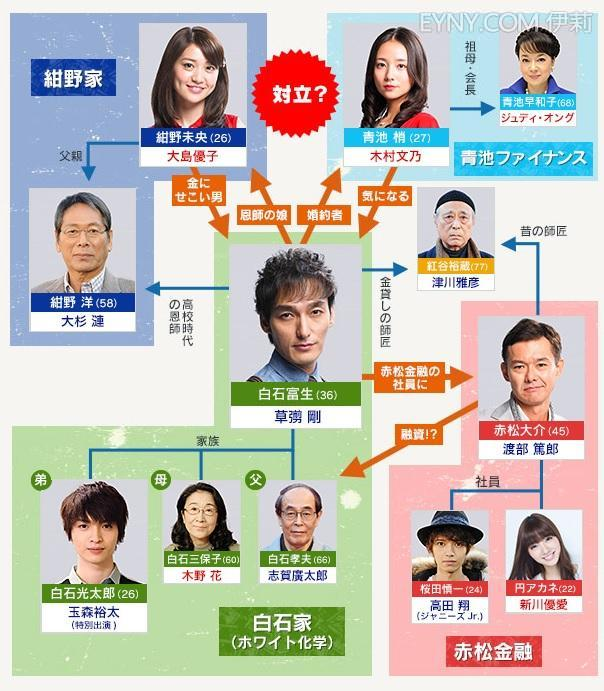 EYNY.COM 伊莉
紺野家
対立?
祖母・会長
青池早和子(68)
ジュディ・オング
青池ファイナンス
紺野未央(26)
大島優子
青池 梢(27)
木村文乃
父親
金に
せこい男
恩師の娘
婚約者
気になる
昔の師匠
紅谷裕蔵(77)
津川雅彦
紺野 洋(58)
大杉 漣
高校時代
の恩師
金貸しの師匠
白石富生(36)
草彅 剛
赤松金融の
社員に
赤松大介(45)
渡部 篤郎
融資!?
家族
弟
母
父
社員
白石光太郎(26)
玉森裕太
(特別出演)
白石三保子(60)
木野 花
白石孝夫(66)
志賀廣太郎
桜田慎一(24)
高田 翔
(ジャニーズJr.)
円アカネ(22)
新川優愛
白石家
(ホワイト化学)
赤松金融